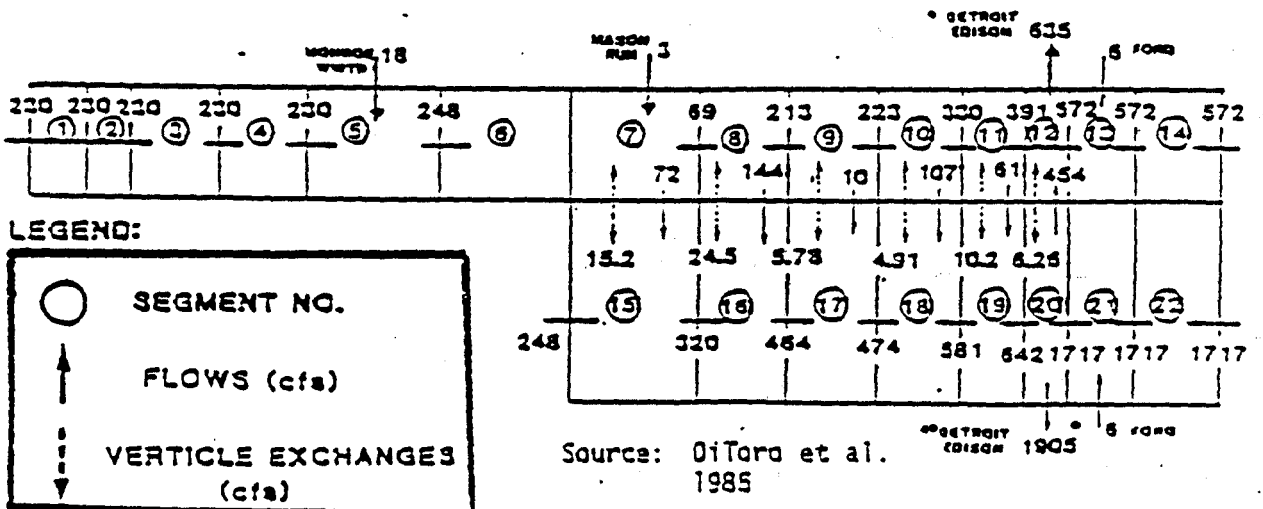 ° DETROIT
EDISON 635
MONROE
WWTP 18
MASON
RUN 3
6 FORD
230 230 230 230 230 248 69 213 223 330 391 572 572 572
1 2 3 4 5 6 7 8 9 10 11 12 13 14
72 144 10 107 61 454
LEGEND:
15.2 24.5 5.78 4.91 10.2 6.26
SEGMENT NO.
15 16 17 18 19 20 21 22
248 320 464 474 581 642 1717 1717 1717
FLOWS (cfs)
DETROIT
EDISON 1905
6 FORD
VERTICLE EXCHANGES
(cfs)
Source: DiToro et al.
1985